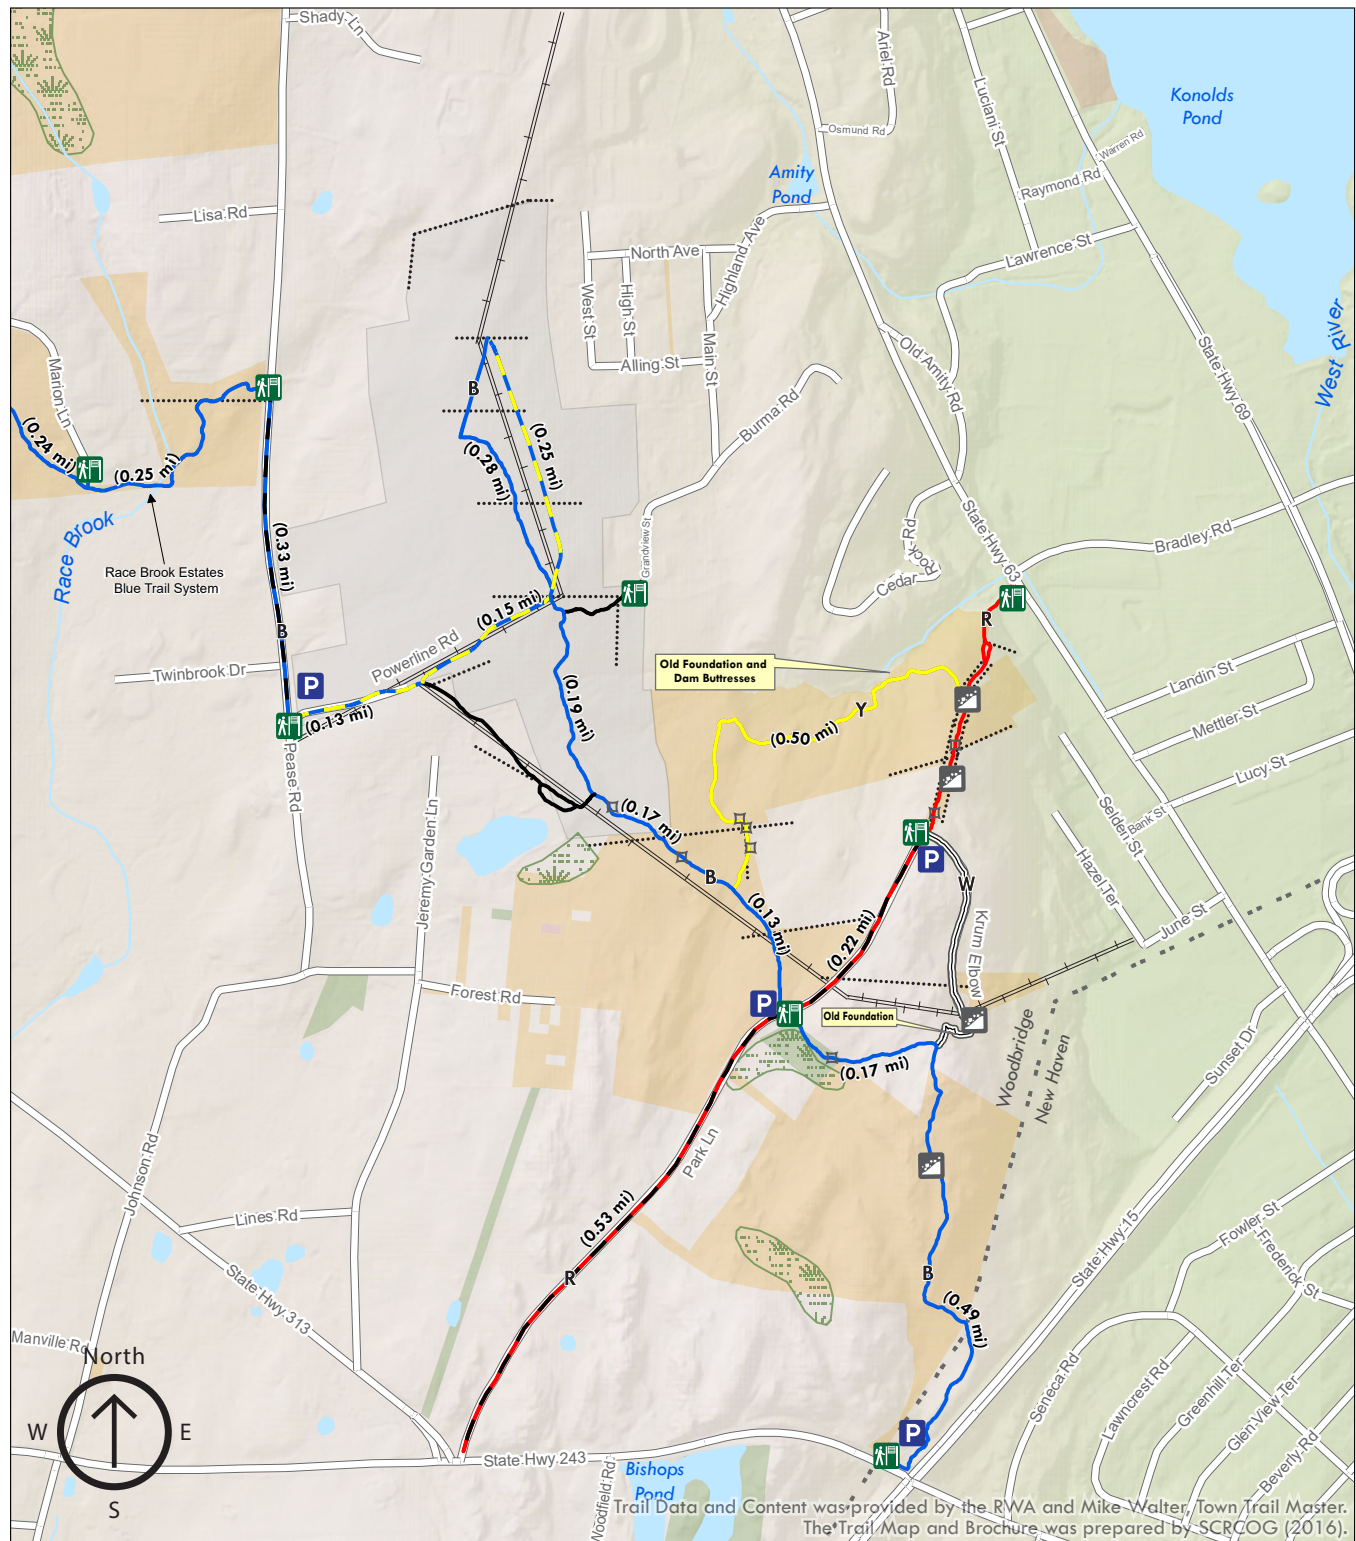 Shady Ln
Ariel Rd
Konolds
Pond
Luciani St
Osmund Rd
Warren Rd
Amity
Pond
Raymond Rd
Lisa Rd
Highland Ave
Lawrence St
North Ave
West St
High St
Main St
State Hwy 69
West River
Alling St
Old Amity Rd
Marion Ln
B
Burma Rd
(0.24 mi)
(0.25 mi)
(0.28 mi)
(0.25 mi)
Race Brook
(0.33 mi)
Grandview St
Cedar Rock Rd
State Hwy 63
Bradley Rd
Race Brook Estates
Blue Trail System
B
(0.15 mi)
R
Powerline Rd
Twinbrook Dr
P
Old Foundation and
Dam Buttresses
Landin St
(0.13 mi)
(0.19 mi)
Y
(0.50 mi)
Mettler St
Pease Rd
Lucy St
Jeremy Garden Ln
(0.17 mi)
Selden St
Bank St
P
Hazel Ter
B
W
(0.13 mi)
(0.22 mi)
Krum Elbow
June St
Forest Rd
P
Old Foundation
Woodbridge
New Haven
Sunset Dr
(0.17 mi)
Park Ln
Johnson Rd
Lines Rd
(0.53 mi)
R
State Hwy 313
State Hwy 15
Fowler St
Frederick St
B
(0.49 mi)
Manville Rd
North
W
E
S
Seneca Rd
Lawncrest Rd
Greenhill Ter
Glen View Ter
Beverly Rd
P
State Hwy 243
Woodfield Rd
Bishops
Pond
Trail Data and Content was provided by the RWA and Mike Walter, Town Trail Master.
The Trail Map and Brochure was prepared by SCRCOG (2016).